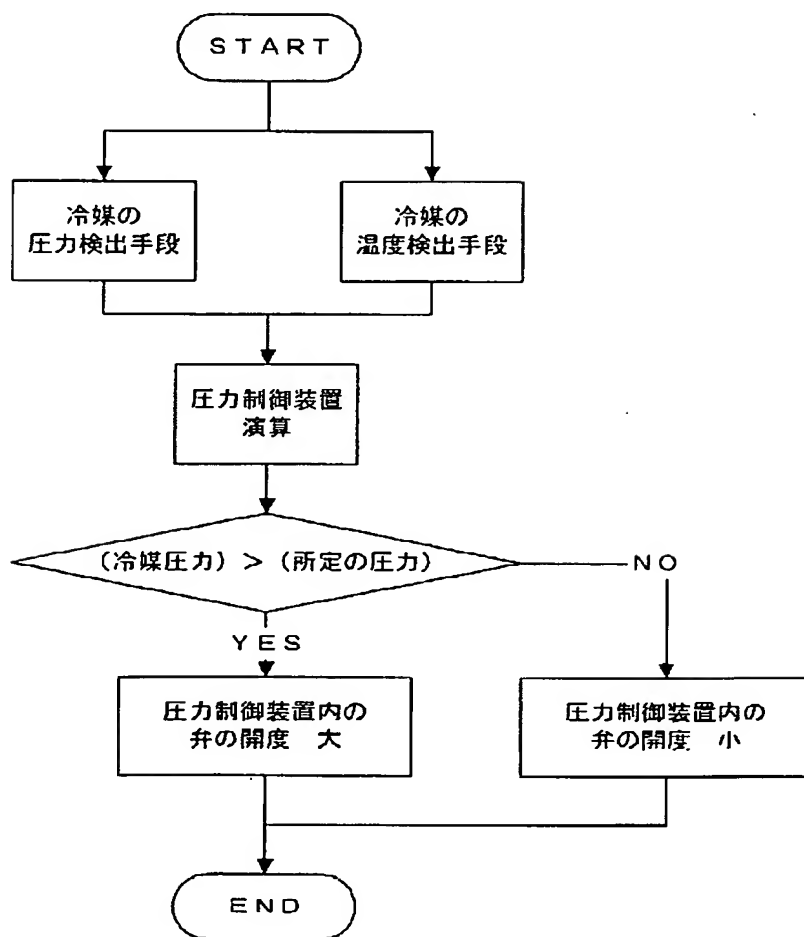 START
冷媒の
圧力検出手段
冷媒の
温度検出手段
圧力制御装置
演算
(冷媒圧力) > (所定の圧力)
NO
YES
圧力制御装置内の
弁の開度 大
圧力制御装置内の
弁の開度 小
END